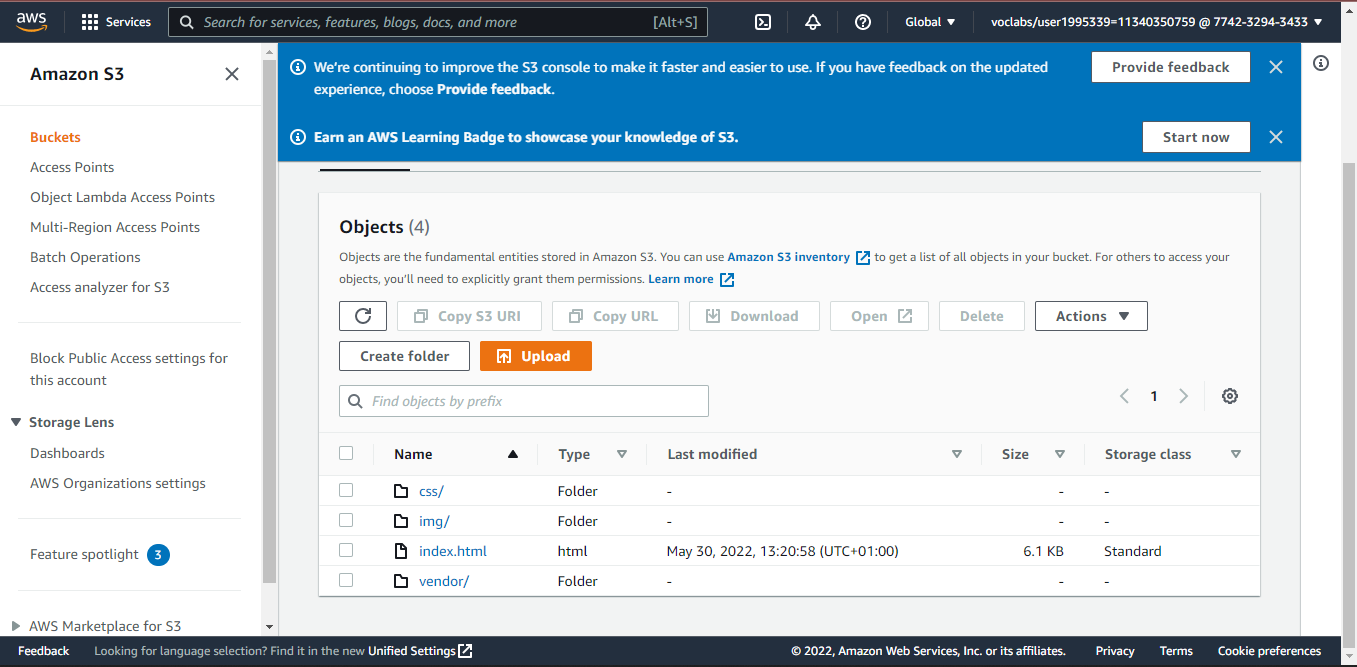 aws
Services
Search for services, features, blogs, docs, and more [Alt+S]
Global
voclabs/user1995339=11340350759 @ 7742-3294-3433
Amazon S3
Buckets
Access Points
Object Lambda Access Points
Multi-Region Access Points
Batch Operations
Access analyzer for S3
Block Public Access settings for
this account
Storage Lens
Dashboards
AWS Organizations settings
Feature spotlight 3
AWS Marketplace for S3
We're continuing to improve the S3 console to make it faster and easier to use. If you have feedback on the updated
experience, choose Provide feedback.
Provide feedback
Earn an AWS Learning Badge to showcase your knowledge of S3.
Start now
Objects (4)
Objects are the fundamental entities stored in Amazon S3. You can use Amazon S3 inventory to get a list of all objects in your bucket. For others to access your
objects, you'll need to explicitly grant them permissions. Learn more
Copy S3 URI Copy URL Download Open Delete Actions
Create folder Upload
Find objects by prefix
1
Name Type Last modified Size Storage class
css/ Folder - - -
img/ Folder - - -
index.html html May 30, 2022, 13:20:58 (UTC+01:00) 6.1 KB Standard
vendor/ Folder - - -
Feedback Looking for language selection? Find it in the new Unified Settings © 2022, Amazon Web Services, Inc. or its affiliates. Privacy Terms Cookie preferences